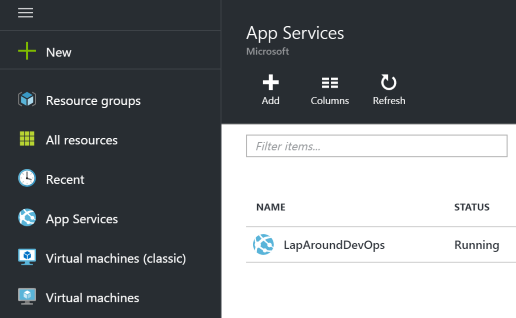 New
Resource groups
All resources
Recent
App Services
Virtual machines (classic)
Virtual machines
App Services
Microsoft
Add Columns Refresh
Filter items...
NAME STATUS
LapAroundDevOps Running